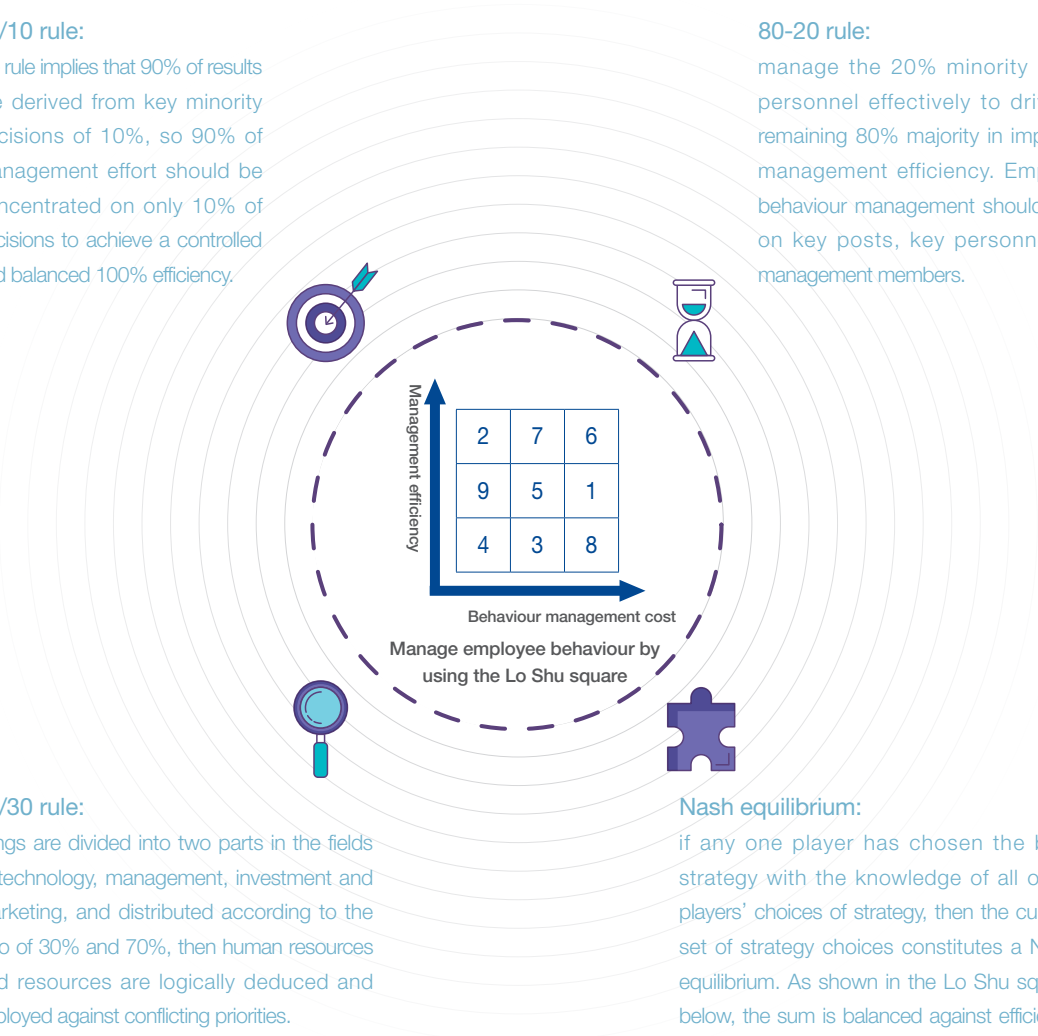 /10 rule:
rule implies that 90% of results
derived from key minority
cisions of 10%, so 90% of
anagement effort should be
ncentrated on only 10% of
cisions to achieve a controlled
d balanced 100% efficiency.
80-20 rule:
manage the 20% minority
personnel effectively to dri
remaining 80% majority in imp
management efficiency. Emp
behaviour management should
on key posts, key personn
management members.
Management efficiency
2 7 6
9 5 1
4 3 8
Behaviour management cost
Manage employee behaviour by
using the Lo Shu square
/30 rule:
ngs are divided into two parts in the fields
technology, management, investment and
arketing, and distributed according to the
o of 30% and 70%, then human resources
d resources are logically deduced and
ployed against conflicting priorities.
Nash equilibrium:
if any one player has chosen the b
strategy with the knowledge of all o
players’ choices of strategy, then the cu
set of strategy choices constitutes a N
equilibrium. As shown in the Lo Shu sq
below, the sum is balanced against efficie